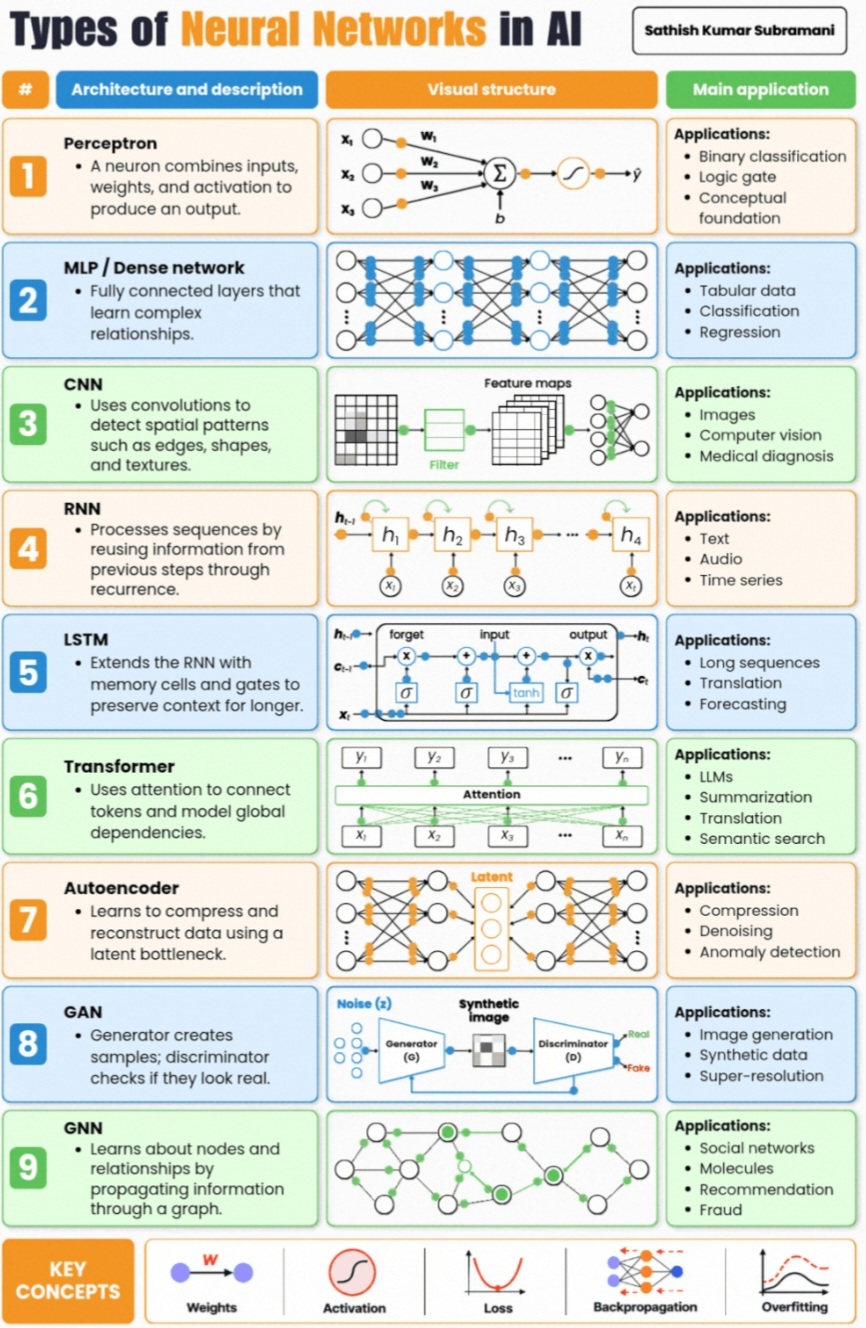 Types of Neural Networks in AI
Sathish Kumar Subramani
#
Architecture and description
Visual structure
Main application
1
Perceptron
• A neuron combines inputs,
weights, and activation to
produce an output.
x₁
x₂
x₃
w₁
w₂
w₃
Σ
b
ŷ
Applications:
• Binary classification
• Logic gate
• Conceptual
foundation
2
MLP / Dense network
• Fully connected layers that
learn complex
relationships.
Applications:
• Tabular data
• Classification
• Regression
3
CNN
• Uses convolutions to
detect spatial patterns
such as edges, shapes,
and textures.
Feature maps
Filter
Applications:
• Images
• Computer vision
• Medical diagnosis
4
RNN
• Processes sequences by
reusing information from
previous steps through
recurrence.
hₜ₋₁
h₁ h₂ h₃ ... h₄
x₁ x₂ x₃ xₜ
Applications:
• Text
• Audio
• Time series
5
LSTM
• Extends the RNN with
memory cells and gates to
preserve context for longer.
hₜ₋₁ forget input output hₜ
cₜ₋₁ x + + x
cₜ
σ σ tanh σ
xₜ
Applications:
• Long sequences
• Translation
• Forecasting
6
Transformer
• Uses attention to connect
tokens and model global
dependencies.
y₁ y₂ y₃ ... yₙ
Attention
x₁ x₂ x₃ ... xₙ
Applications:
• LLMs
• Summarization
• Translation
• Semantic search
7
Autoencoder
• Learns to compress and
reconstruct data using a
latent bottleneck.
Latent
Applications:
• Compression
• Denoising
• Anomaly detection
8
GAN
• Generator creates
samples; discriminator
checks if they look real.
Noise (z)
Generator
(G)
Synthetic
image
Discriminator
(D)
Real
Fake
Applications:
• Image generation
• Synthetic data
• Super-resolution
9
GNN
• Learns about nodes and
relationships by
propagating information
through a graph.
Applications:
• Social networks
• Molecules
• Recommendation
• Fraud
KEY
CONCEPTS
W
Weights
Activation
Loss
Backpropagation
Overfitting